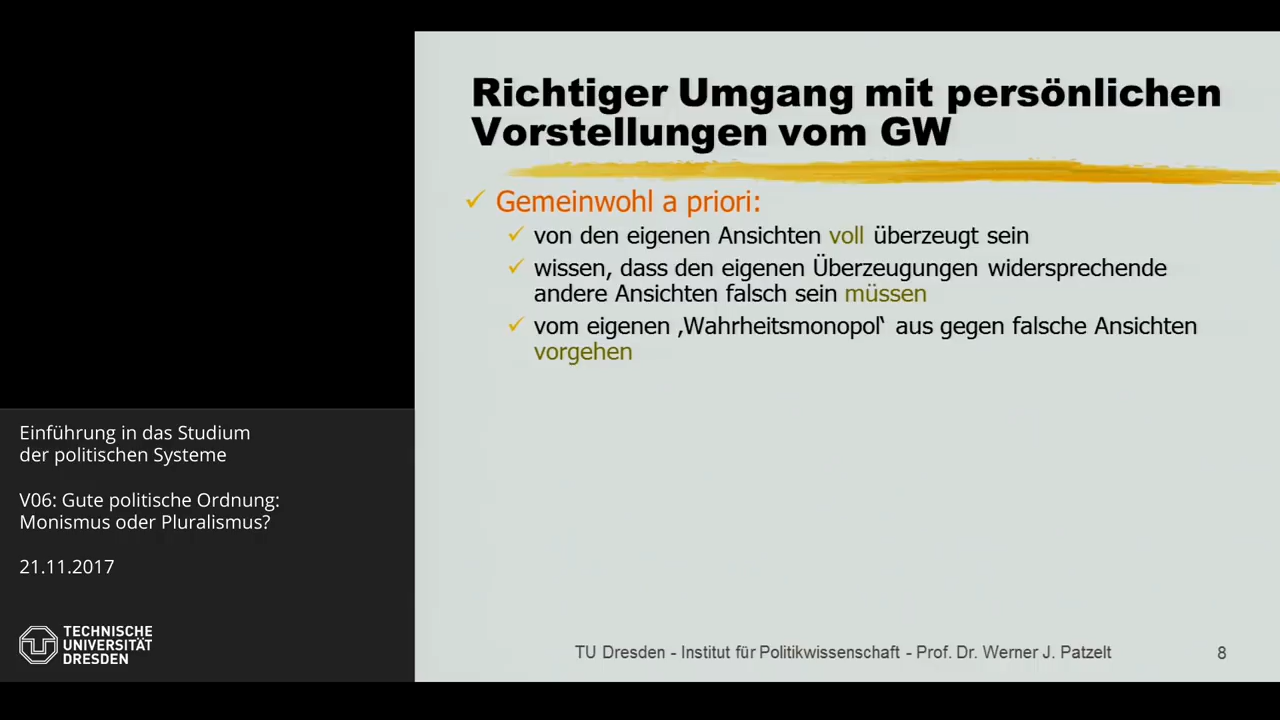 Richtiger Umgang mit persönlichen
Vorstellungen vom GW
Gemeinwohl a priori:
von den eigenen Ansichten voll überzeugt sein
wissen, dass den eigenen Überzeugungen widersprechende
andere Ansichten falsch sein müssen
vom eigenen ‚Wahrheitsmonopol‘ aus gegen falsche Ansichten
vorgehen
TU Dresden - Institut für Politikwissenschaft - Prof. Dr. Werner J. Patzelt
8
Einführung in das Studium
der politischen Systeme
V06: Gute politische Ordnung:
Monismus oder Pluralismus?
21.11.2017
TECHNISCHE
UNIVERSITÄT
DRESDEN